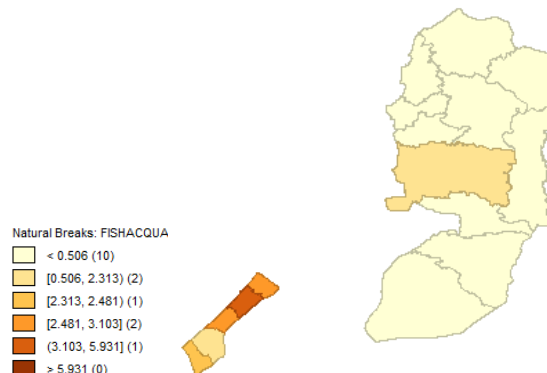 Natural Breaks: FISHACQUA
< 0.506 (10)
[0.506, 2.313) (2)
[2.313, 2.481) (1)
[2.481, 3.103] (2)
(3.103, 5.931] (1)
> 5.931 (0)